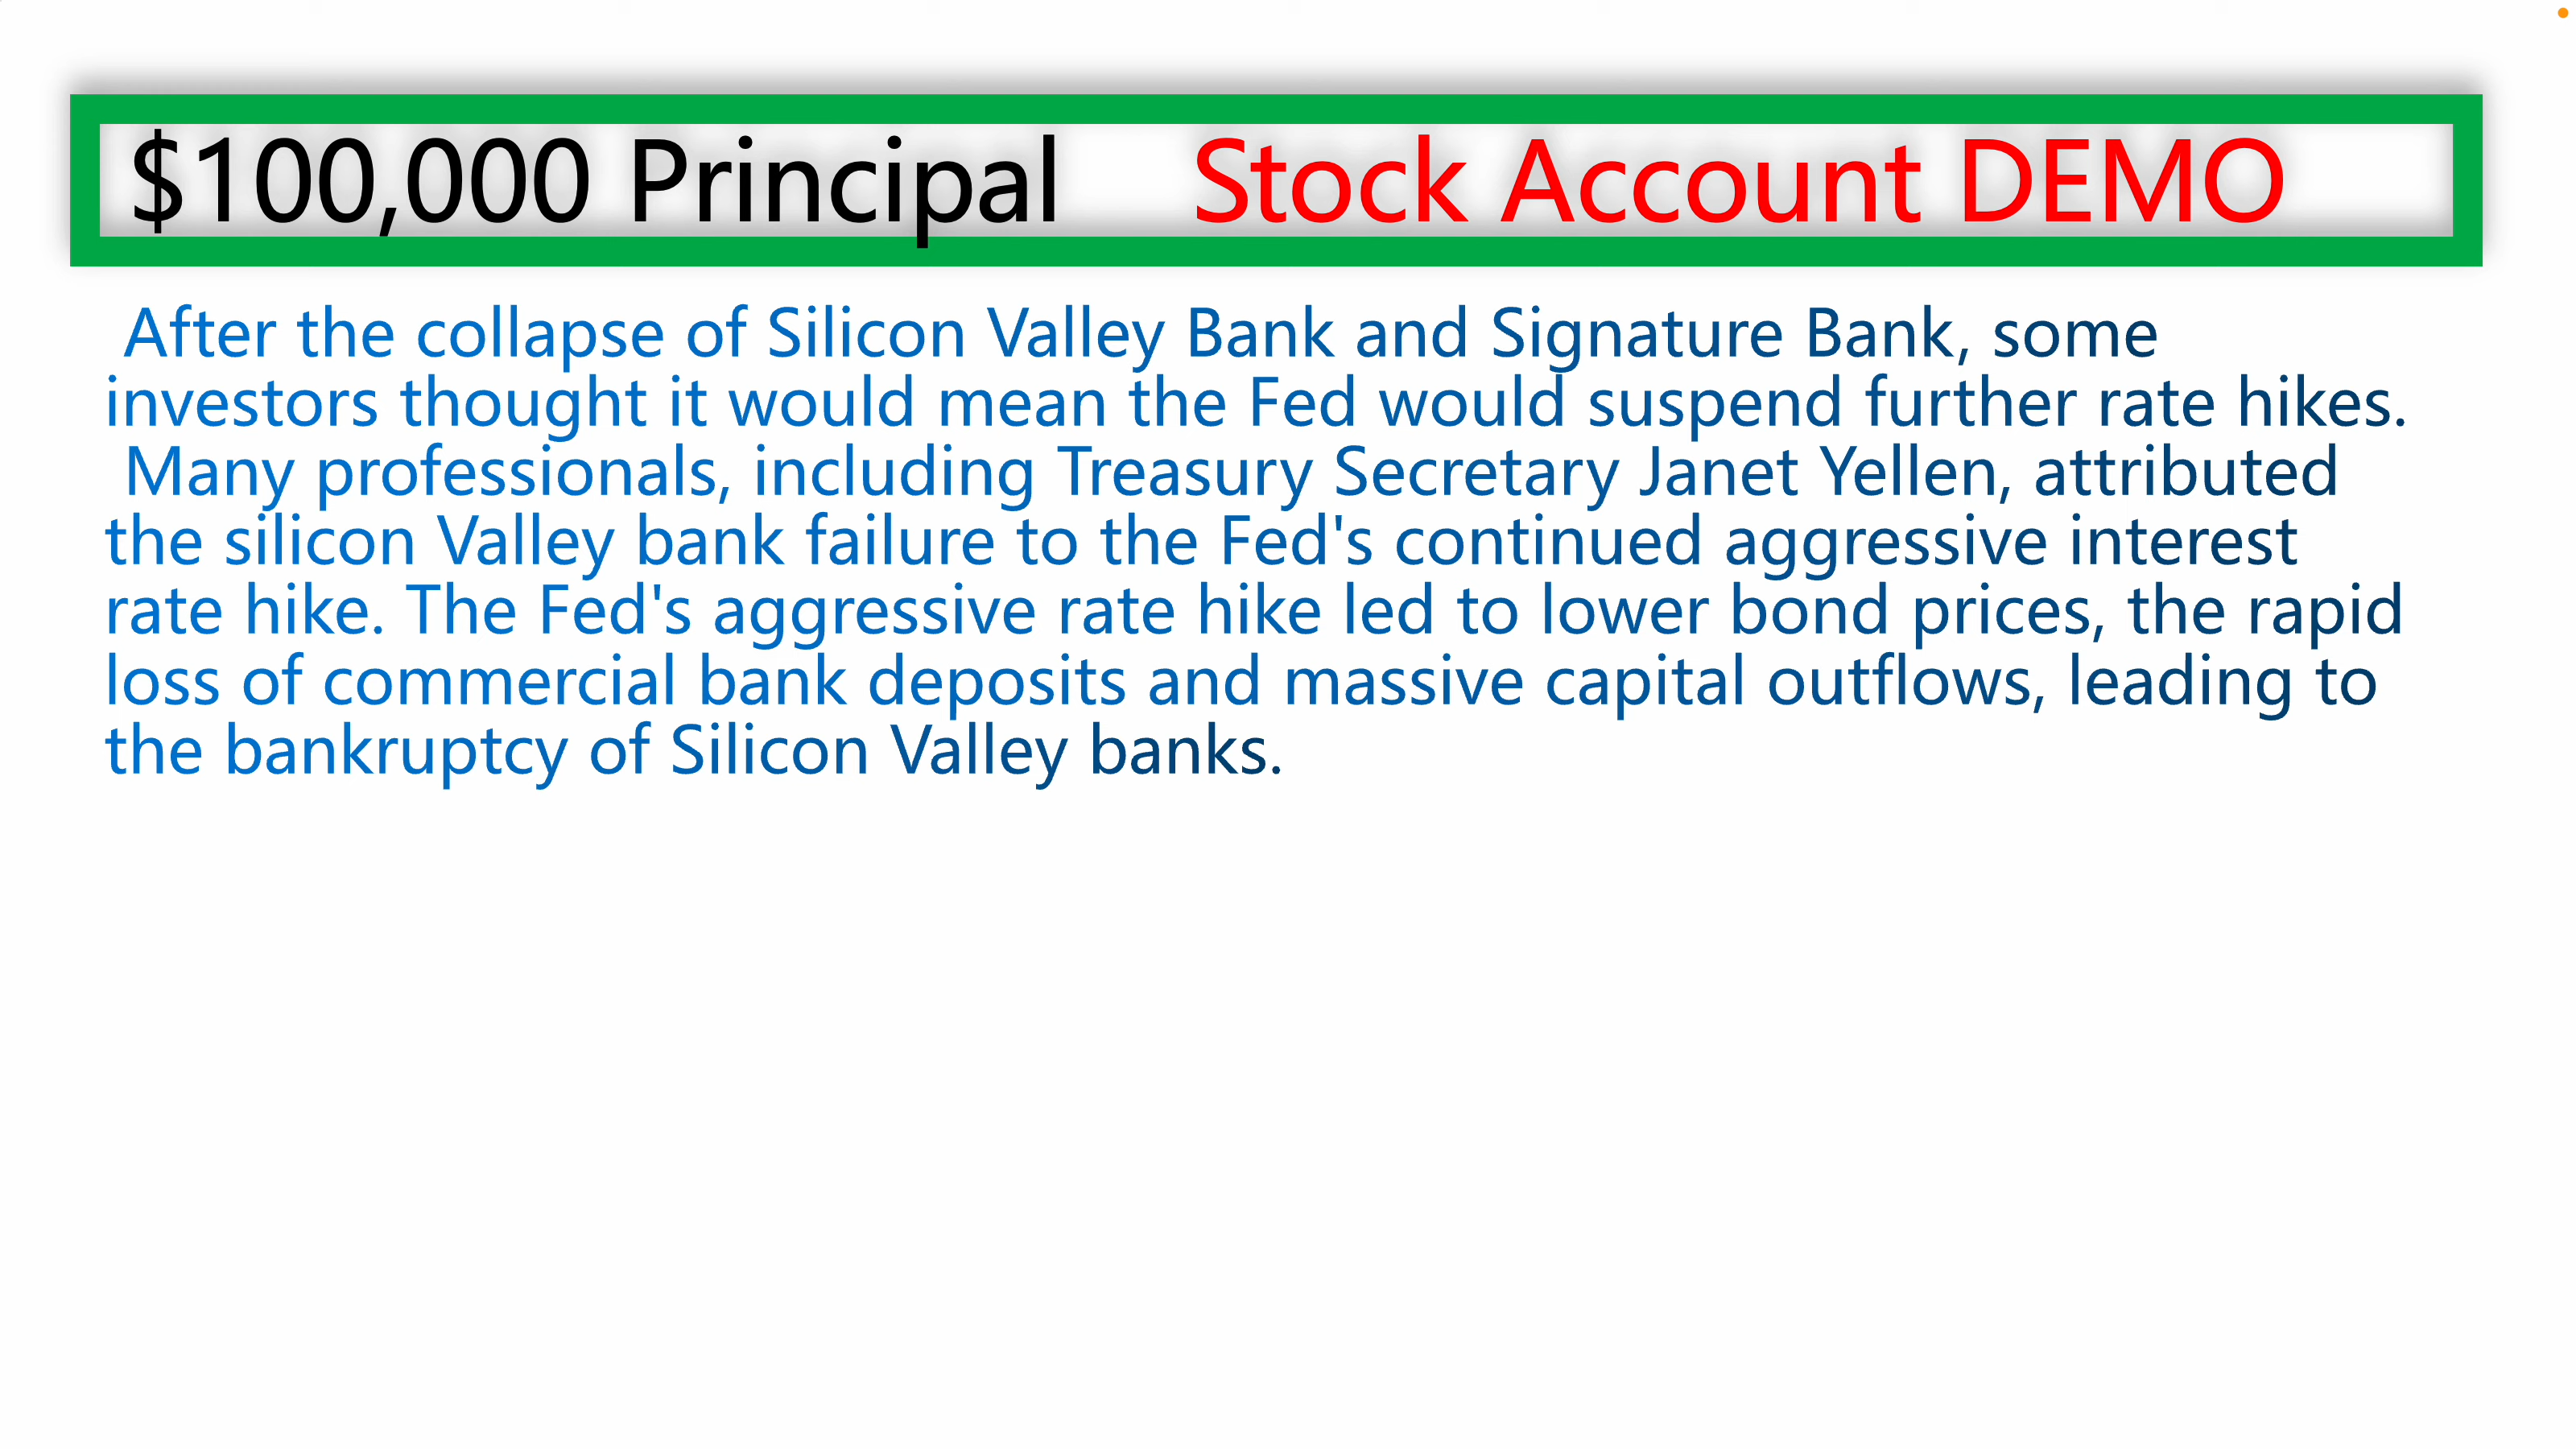 $100,000 Principal Stock Account DEMO
After the collapse of Silicon Valley Bank and Signature Bank, some
investors thought it would mean the Fed would suspend further rate hikes.
Many professionals, including Treasury Secretary Janet Yellen, attributed
the silicon Valley bank failure to the Fed's continued aggressive interest
rate hike. The Fed's aggressive rate hike led to lower bond prices, the rapid
loss of commercial bank deposits and massive capital outflows, leading to
the bankruptcy of Silicon Valley banks.